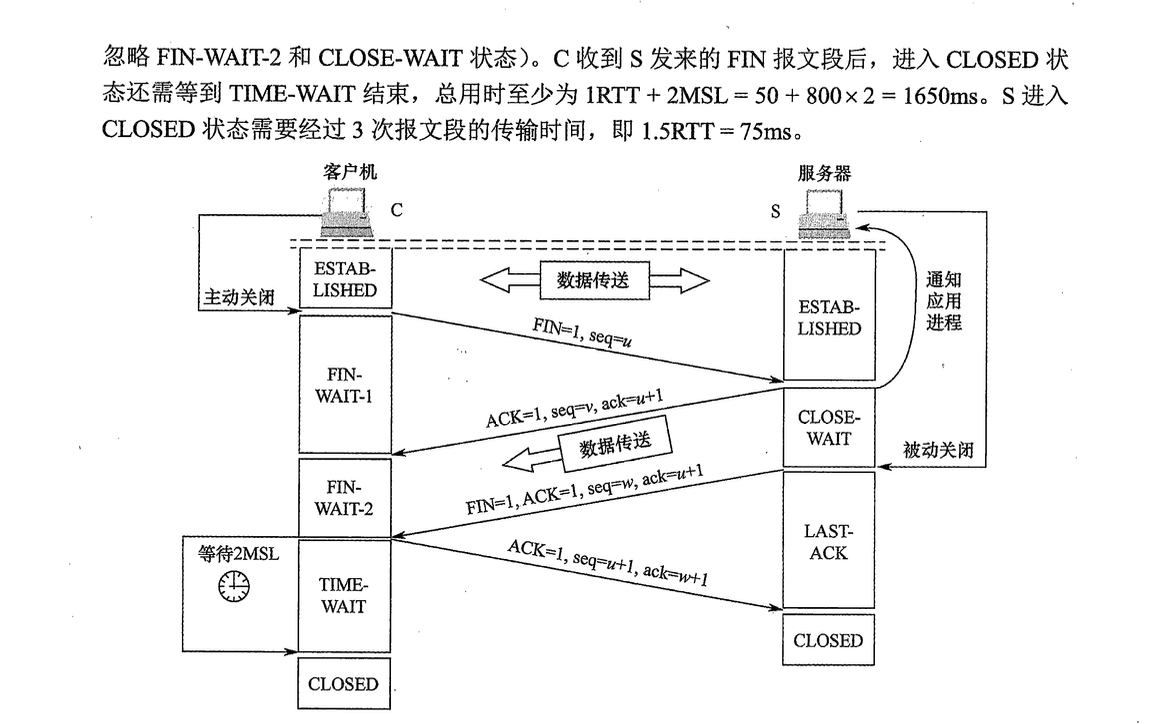 忽略 FIN-WAIT-2 和 CLOSE-WAIT 状态）。C 收到 S 发来的 FIN 报文段后，进入 CLOSED 状
态还需等到 TIME-WAIT 结束，总用时至少为 1RTT + 2MSL = 50 + 800 × 2 = 1650ms。S 进入
CLOSED 状态需要经过 3 次报文段的传输时间，即 1.5RTT = 75ms。
客户机
服务器
C
S
ESTAB-
LISHED
数据传送
通知
应用
进程
主动关闭
ESTAB-
LISHED
FIN=1, seq=u
FIN-
WAIT-1
ACK=1, seq=v, ack=u+1
CLOSE-
WAIT
数据传送
被动关闭
FIN-
WAIT-2
FIN=1, ACK=1, seq=w, ack=u+1
LAST-
ACK
等待2MSL
ACK=1, seq=u+1, ack=w+1
TIME-
WAIT
CLOSED
CLOSED